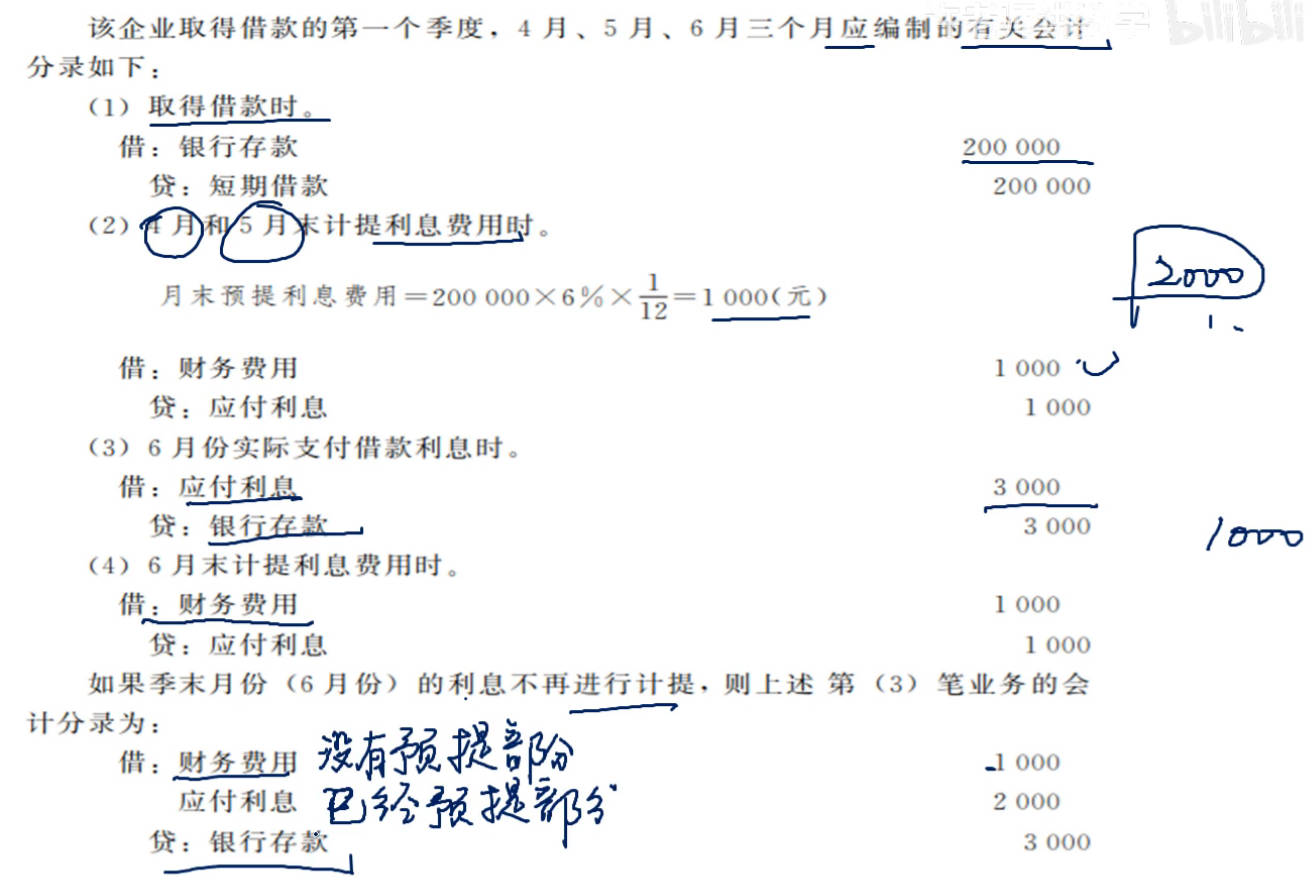 bilibili
该企业取得借款的第一个季度，4 月、5 月、6 月三个月应编制的有关会计
分录如下：
（1）取得借款时。
借：银行存款 200 000
贷：短期借款 200 000
（2）4 月和 5 月末计提利息费用时。
2000
月末预提利息费用＝200 000×6%×1/12＝1 000(元)
借：财务费用 1 000
贷：应付利息 1 000
（3）6 月份实际支付借款利息时。
借：应付利息 3 000
贷：银行存款 3 000
1000
（4）6 月末计提利息费用时。
借：财务费用 1 000
贷：应付利息 1 000
如果季末月份（6 月份）的利息不再进行计提，则上述 第（3）笔业务的会
计分录为：
借：财务费用 没有预提部份 1 000
应付利息 已经预提部分 2 000
贷：银行存款 3 000